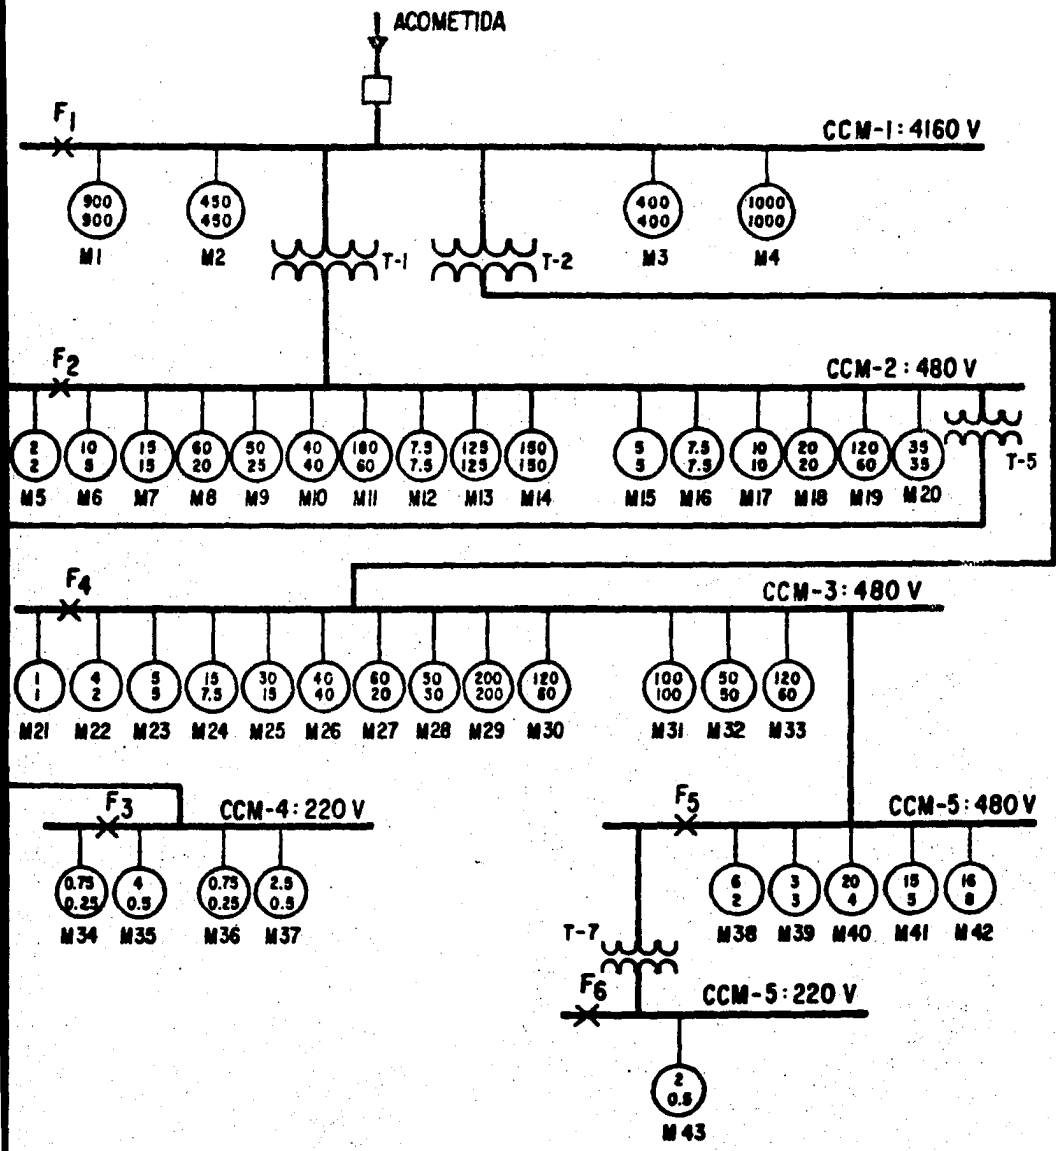 ACOMETIDA
F1
CCM-1: 4160 V
900 450 400 1000
900 450 400 1000
M1 M2 M3 M4
T-1 T-2
F2
CCM-2: 480 V
2 10 15 60 50 40 7.5 125 150 5 7.5 10 20 120 35
2 5 15 20 25 40 60 7.5 125 150 5 7.5 10 20 60 35
T-5
M5 M6 M7 M8 M9 M10 M11 M12 M13 M14 M15 M16 M17 M18 M19 M20
F4
CCM-3: 480 V
1 4 5 15 30 40 60 200 120 100 50 120
1 2 5 7.5 15 40 20 30 200 60 100 50 60
M21 M22 M23 M24 M25 M26 M27 M28 M29 M30 M31 M32 M33
F3
CCM-4: 220 V
0.75 4 0.75 2.5
0.25 0.5 0.25 0.5
M34 M35 M36 M37
F5
CCM-5: 480 V
6 3 20 15 16
2 3 4 5 8
M38 M39 M40 M41 M42
T-7
F6
CCM-5: 220 V
2
0.5
M43